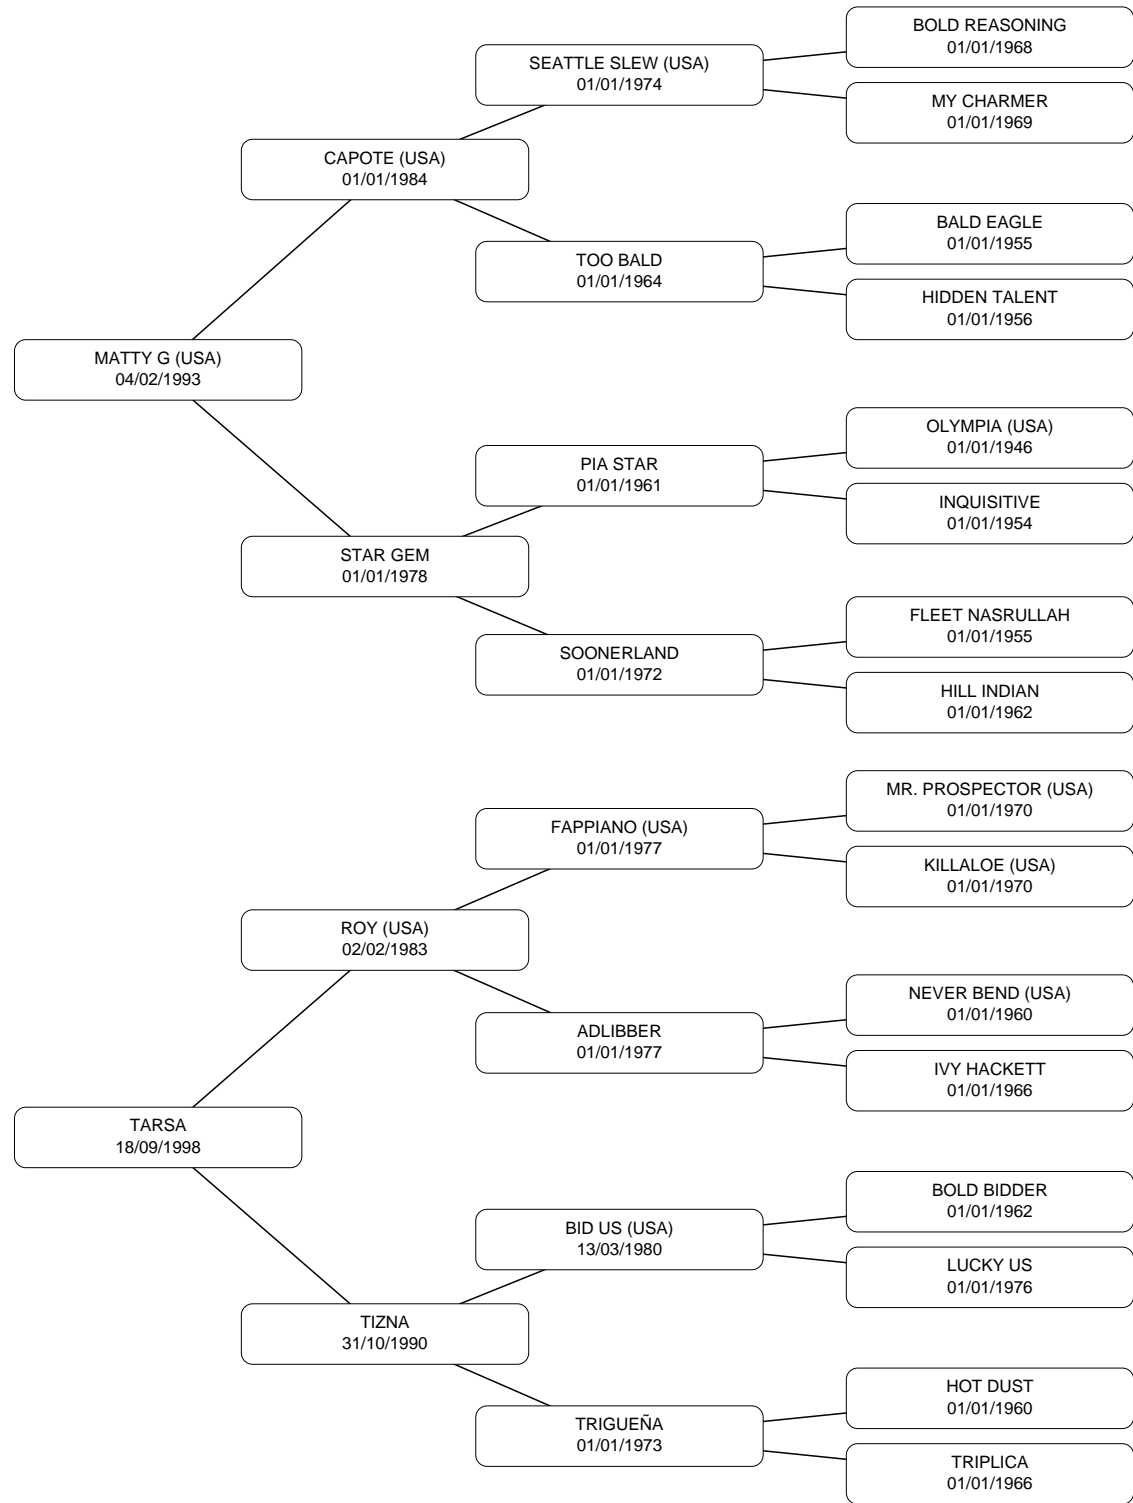 BOLD REASONING
01/01/1968
SEATTLE SLEW (USA)
01/01/1974
MY CHARMER
01/01/1969
CAPOTE (USA)
01/01/1984
BALD EAGLE
01/01/1955
TOO BALD
01/01/1964
HIDDEN TALENT
01/01/1956
MATTY G (USA)
04/02/1993
OLYMPIA (USA)
01/01/1946
PIA STAR
01/01/1961
INQUISITIVE
01/01/1954
STAR GEM
01/01/1978
FLEET NASRULLAH
01/01/1955
SOONERLAND
01/01/1972
HILL INDIAN
01/01/1962
MR. PROSPECTOR (USA)
01/01/1970
FAPPIANO (USA)
01/01/1977
KILLALOE (USA)
01/01/1970
ROY (USA)
02/02/1983
NEVER BEND (USA)
01/01/1960
ADLIBBER
01/01/1977
IVY HACKETT
01/01/1966
TARSA
18/09/1998
BOLD BIDDER
01/01/1962
BID US (USA)
13/03/1980
LUCKY US
01/01/1976
TIZNA
31/10/1990
HOT DUST
01/01/1960
TRIGUEÑA
01/01/1973
TRIPLICA
01/01/1966